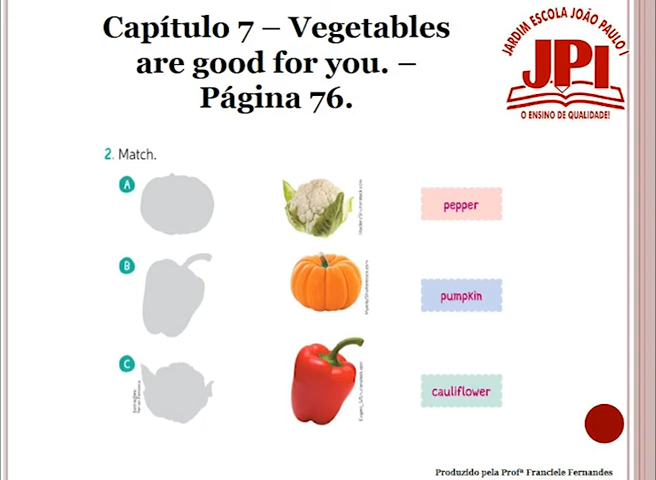 Capítulo 7 – Vegetables
are good for you. –
Página 76.
JARDIM ESCOLA JOÃO PAULO I
J.P.I
O ENSINO DE QUALIDADE!
2. Match.
A
pepper
B
pumpkin
C
cauliflower
Produzido pela Profª Franciele Fernandes